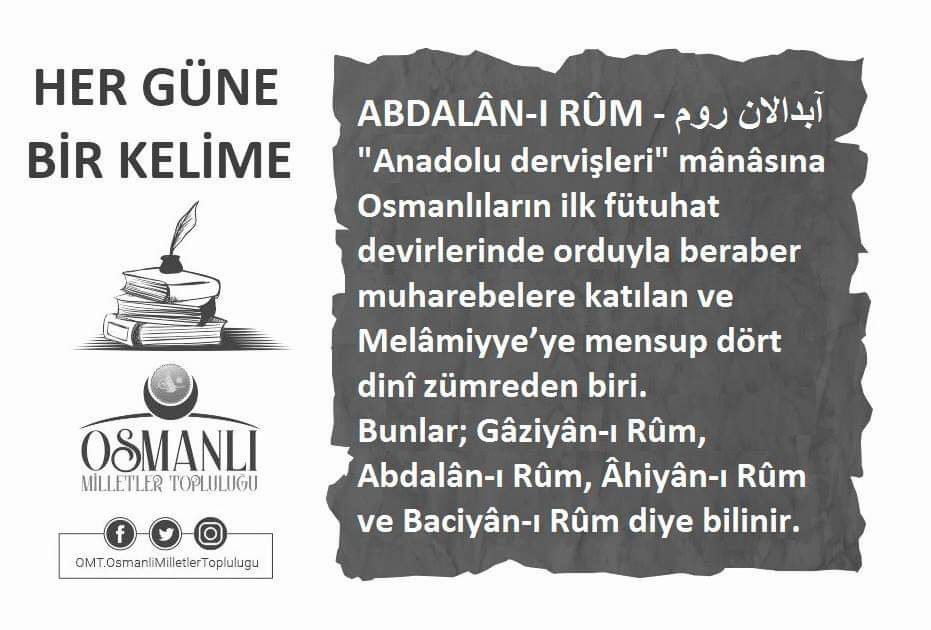 HER GÜNE
BİR KELİME
OSMANLI
MİLLETLER TOPLULUGU
OMT.OsmanliMilletlerToplulugu
ABDALÂN-I RÛM - آبدالان روم
"Anadolu dervişleri" mânâsına
Osmanlıların ilk fütuhat
devirlerinde orduyla beraber
muharebelere katılan ve
Melâmiyye’ye mensup dört
dinî zümreden biri.
Bunlar; Gâziyân-ı Rûm,
Abdalân-ı Rûm, Âhiyân-ı Rûm
ve Baciyân-ı Rûm diye bilinir.